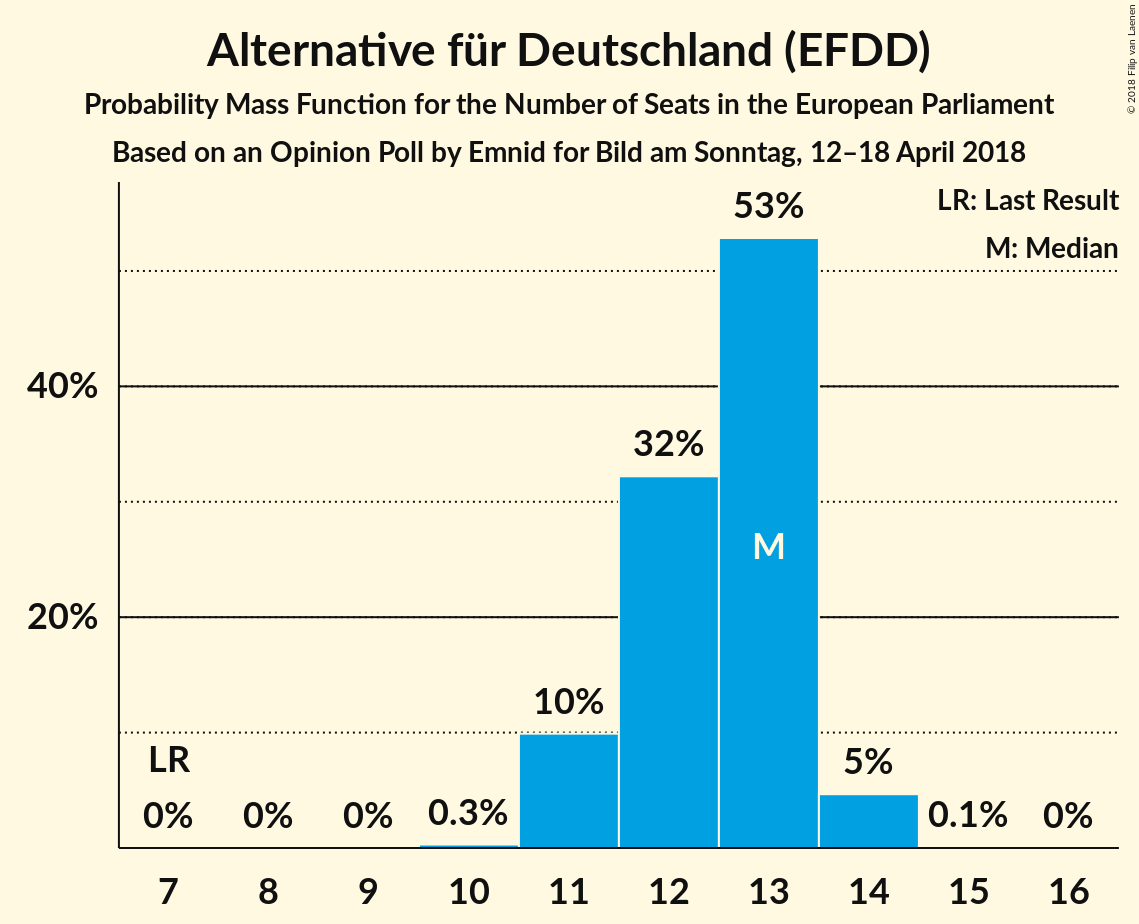 Alternative für Deutschland (EFDD)
Probability Mass Function for the Number of Seats in the European Parliament
Based on an Opinion Poll by Emnid for Bild am Sonntag, 12–18 April 2018
© 2018 Filip van Laenen
LR: Last Result
M: Median
53%
40%
32%
M
20%
10%
LR
5%
0% 0% 0% 0.3% 0.1% 0%
7 8 9 10 11 12 13 14 15 16